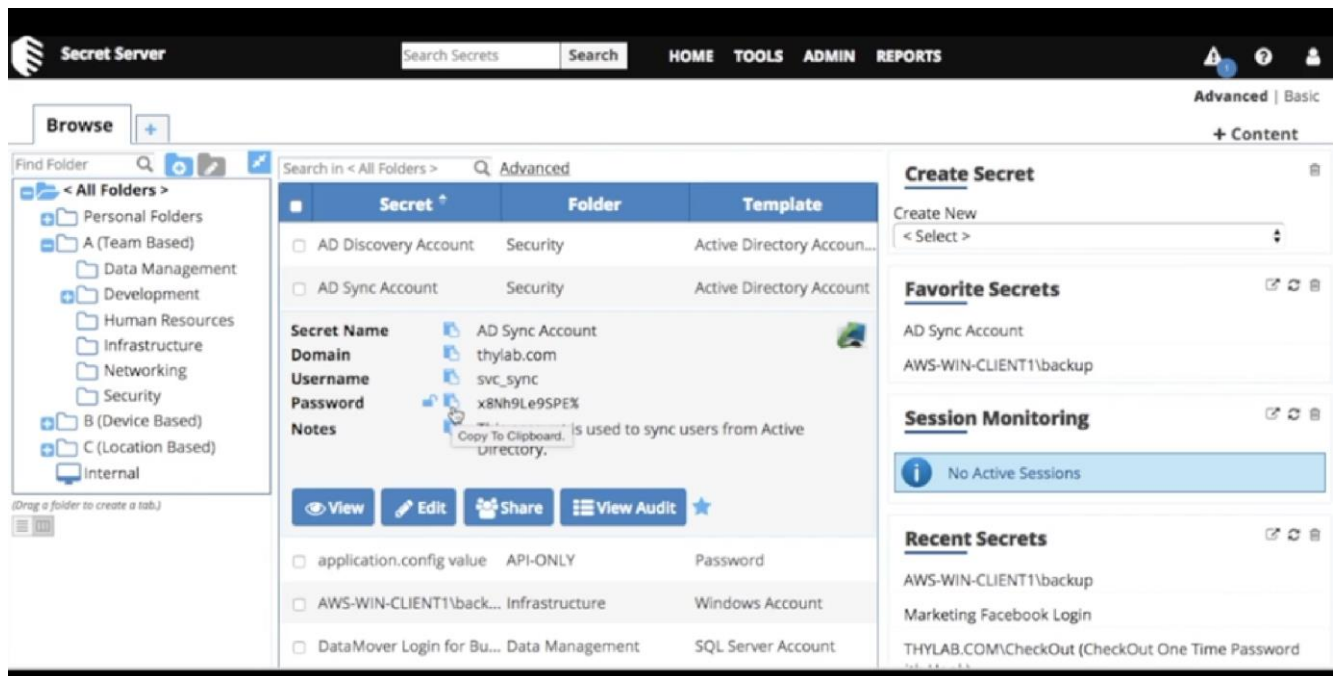 Secret Server
Search Secrets
Search
HOME TOOLS ADMIN REPORTS
Advanced | Basic
Browse
+
+ Content
Find Folder
< All Folders >
Personal Folders
A (Team Based)
Data Management
Development
Human Resources
Infrastructure
Networking
Security
B (Device Based)
C (Location Based)
Internal
(Drag a folder to create a tab.)
Search in < All Folders >
Advanced
Secret Folder Template
AD Discovery Account Security Active Directory Accoun...
AD Sync Account Security Active Directory Account
Secret Name AD Sync Account
Domain thylab.com
Username svc_sync
Password x8Nh9Le9SPE%
Notes is used to sync users from Active
Directory.
Copy To Clipboard.
View Edit Share View Audit
application.config value API-ONLY Password
AWS-WIN-CLIENT1\back... Infrastructure Windows Account
DataMover Login for Bu... Data Management SQL Server Account
Create Secret
Create New
< Select >
Favorite Secrets
AD Sync Account
AWS-WIN-CLIENT1\backup
Session Monitoring
No Active Sessions
Recent Secrets
AWS-WIN-CLIENT1\backup
Marketing Facebook Login
THYLAB.COM\CheckOut (CheckOut One Time Password